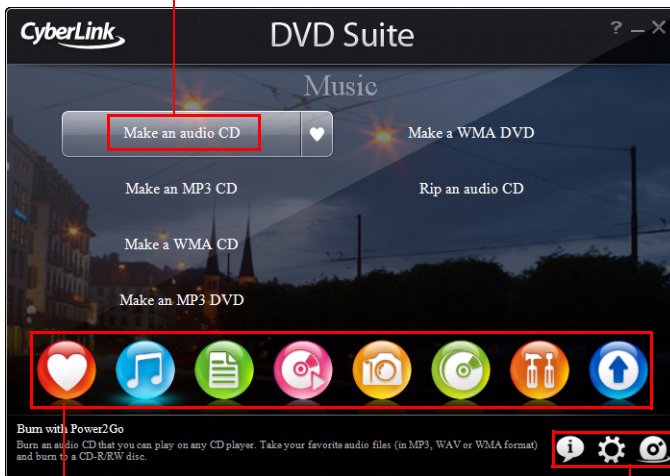 CyberLink
DVD Suite
? – ×
Music
Make an audio CD
Make a WMA DVD
Make an MP3 CD
Rip an audio CD
Make a WMA CD
Make an MP3 DVD
Burn with Power2Go
Burn an audio CD that you can play on any CD player. Take your favorite audio files (in MP3, WAV or WMA format)
and burn to a CD-R/RW disc.